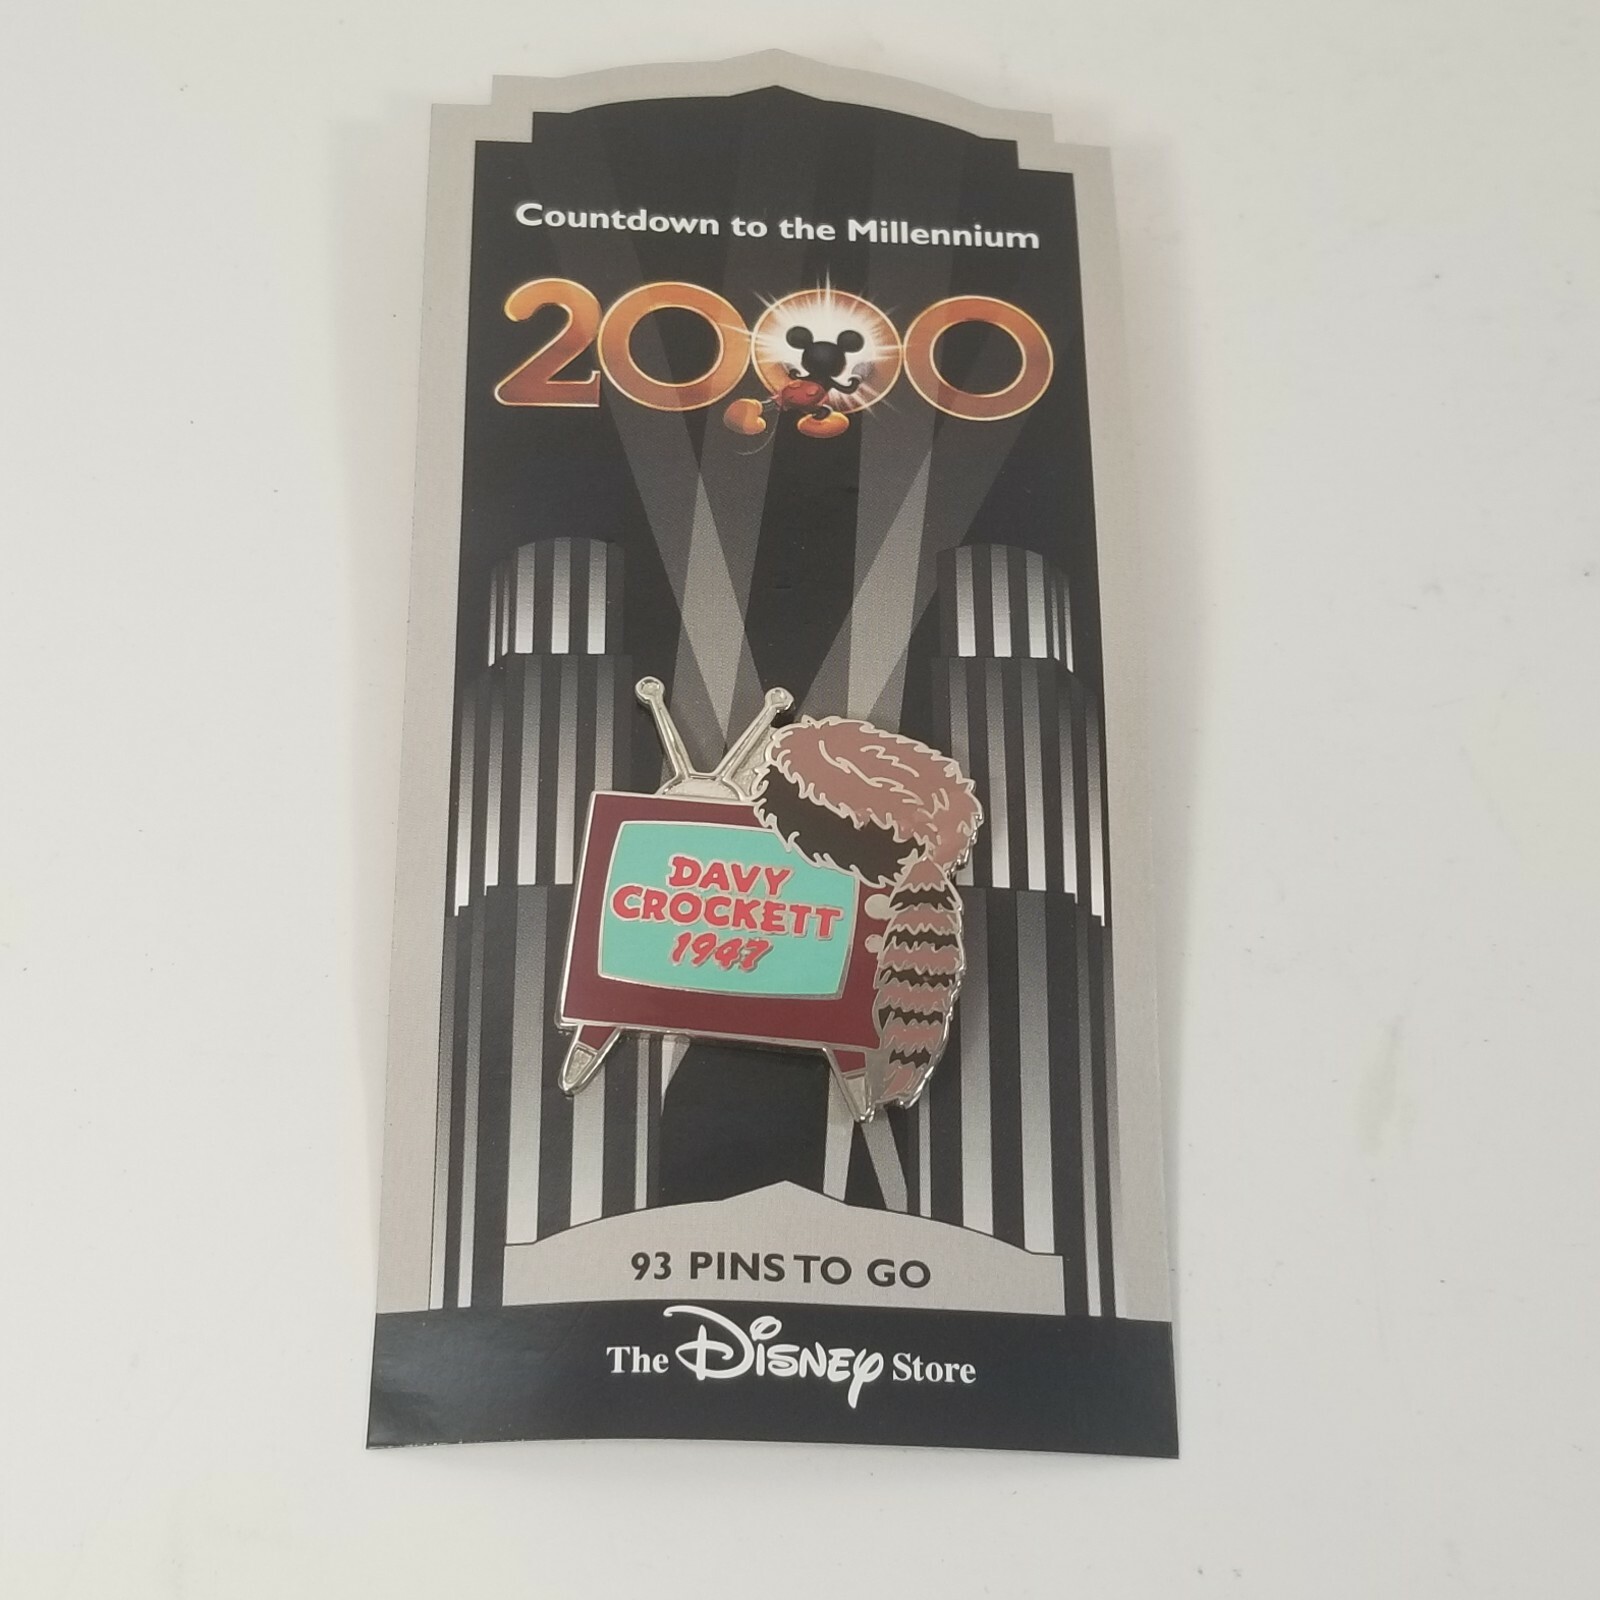 Countdown to the Millennium
2000
DAVY
CROCKETT
1947
93 PINS TO GO
The Disney Store